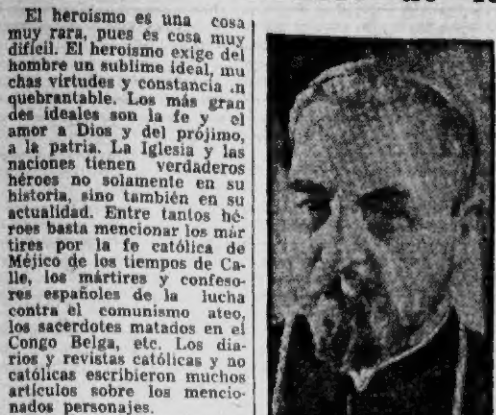 El heroismo es una cosa
muy rara, pues es cosa muy
difícil. El heroismo exige del
hombre un sublime ideal, mu
chas virtudes y constancia in
quebrantable. Los más gran
des ideales son la fe y el
amor a Dios y del prójimo,
a la patria. La Iglesia y las
naciones tienen verdaderos
héroes no solamente en su
historia, sino también en su
actualidad. Entre tantos hé-
roes basta mencionar los már
tires por la fe católica de
Méjico de los tiempos de Ca-
lle, los mártires y confeso-
res españoles de la lucha
contra el comunismo ateo,
los sacerdotes matados en el
Congo Belga, etc. Los dia-
rios y revistas católicas y no
católicas escribieron muchos
artículos sobre los mencio-
nados personajes.